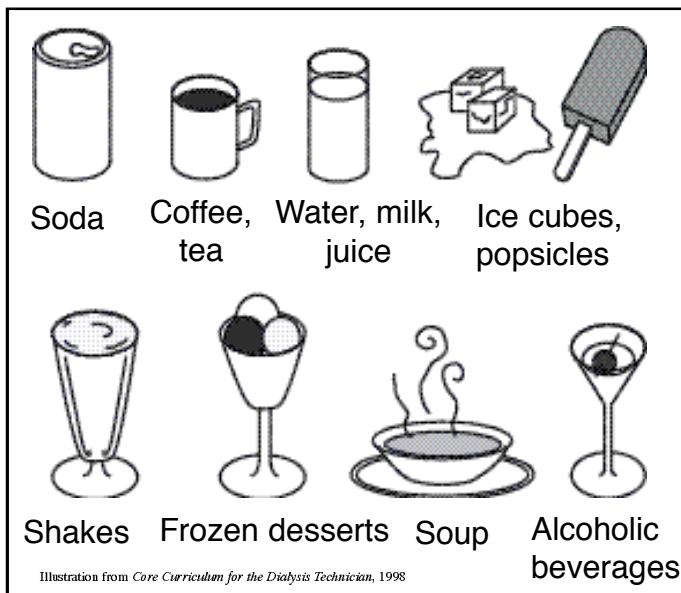 Soda
Coffee,
tea
Water, milk,
juice
Ice cubes,
popsicles
Shakes
Frozen desserts
Soup
Alcoholic
beverages
Illustration from Core Curriculum for the Dialysis Technician, 1998